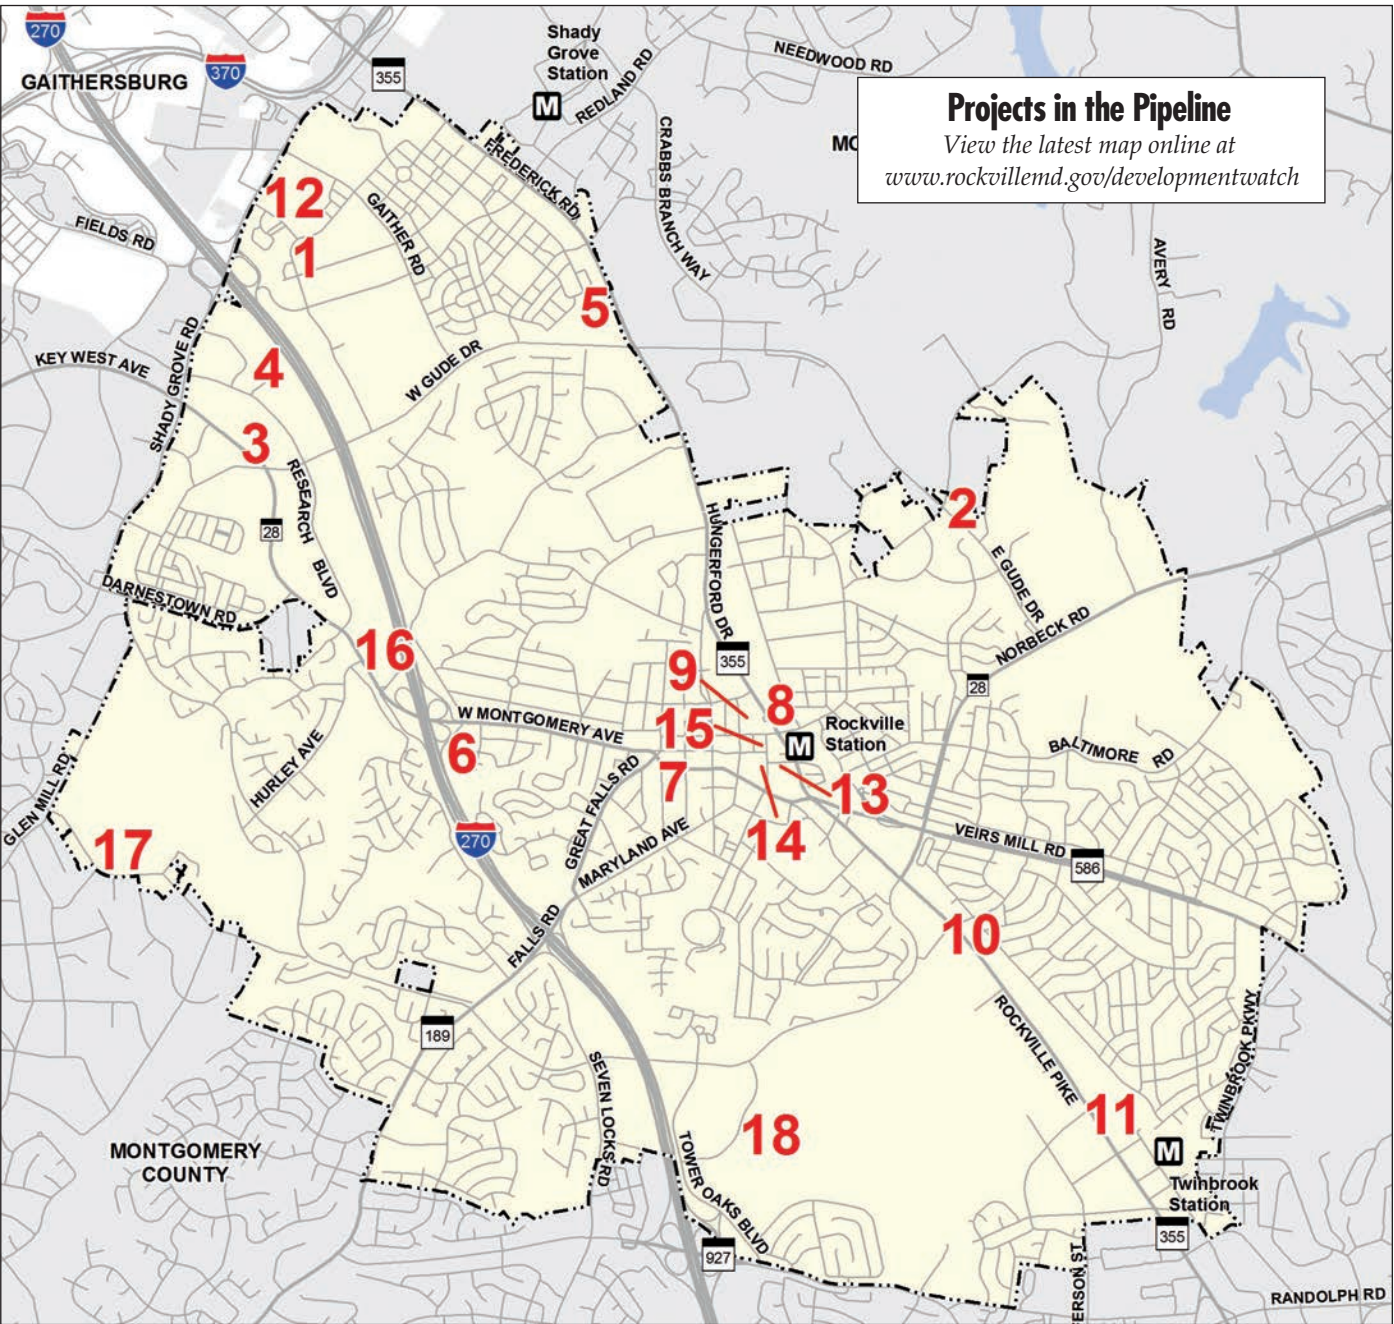 270
GAITHERSBURG
370
355
Shady
Grove
Station
M
REDLAND RD
NEEDWOOD RD
Projects in the Pipeline
View the latest map online at
www.rockvillemd.gov/developmentwatch
MO
CRABBS BRANCH WAY
FREDERICK RD
12
GAITHER RD
FIELDS RD
1
AVERY RD
5
SHADY GROVE RD
KEY WEST AVE
4
W GUDE DR
3
RESEARCH BLVD
28
2
HUNGERFORD DR
E GUDE DR
DARNESTOWN RD
NORBECK RD
16
9
355
28
8
W MONTGOMERY AVE
15
Rockville
Station
M
6
HURLEY AVE
GREAT FALLS RD
7
13
BALTIMORE RD
GLEN MILL RD
17
270
MARYLAND AVE
14
VEIRS MILL RD
586
FALLS RD
10
189
ROCKVILLE PIKE
TWINBROOK PKWY
SEVEN LOCKS RD
18
11
MONTGOMERY
COUNTY
M
Twinbrook
Station
TOWER OAKS BLVD
927
355
FERSON ST
RANDOLPH RD